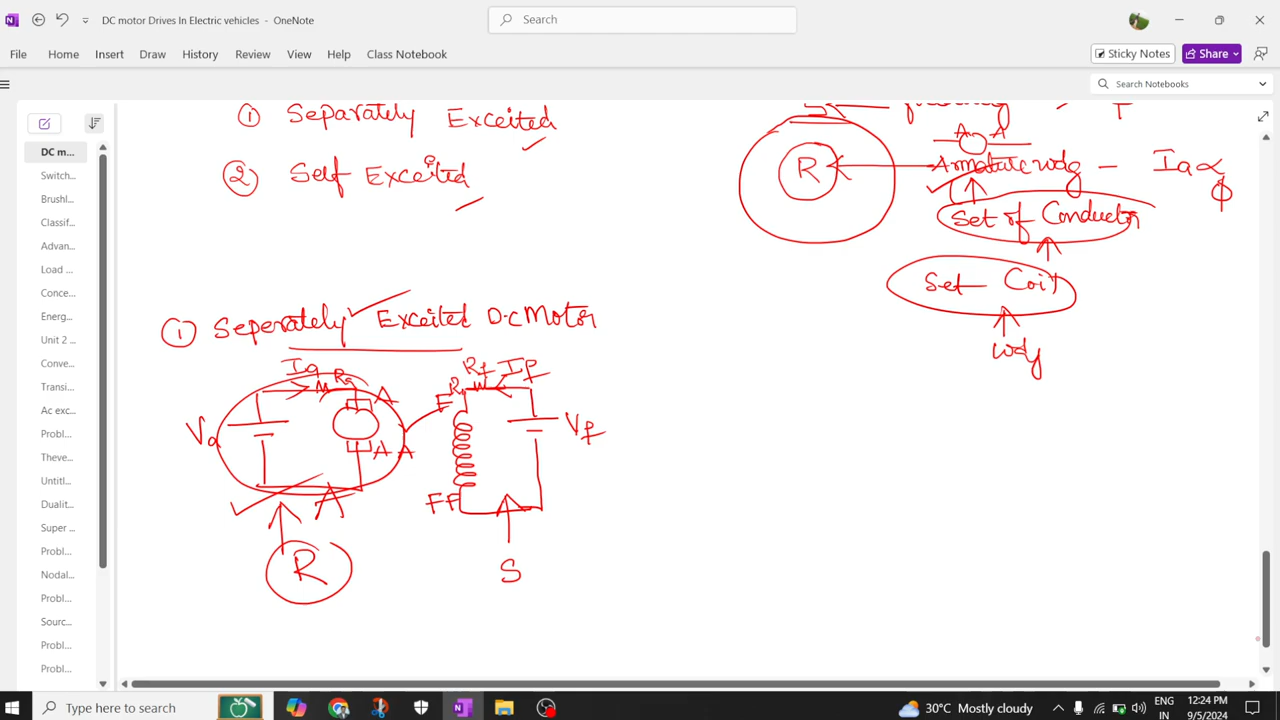 DC motor Drives In Electric vehicles - OneNote
Search
File Home Insert Draw History Review View Help Class Notebook
Sticky Notes
Share
Search Notebooks
DC m...
Switch...
Brushl...
Classif...
Advan...
Load ...
Conce...
Energ...
Unit 2 ...
Conve...
Transi...
Ac exc...
Probl...
Theve...
Untitl...
Dualit...
Super ...
Probl...
Nodal...
Probl...
Sourc...
Probl...
Probl...
① Separately Exceited
② Self Exceited
A A
R
Armature wdg - Ia ∝ ϕ
Set of Conductor
Set Coil
wdg
① Seperately Excited D.C Motor
Ia Ra
Va
A
A A
Rf If
F
Vf
FF
R
S
Type here to search
30°C Mostly cloudy
ENG
IN
12:24 PM
9/5/2024